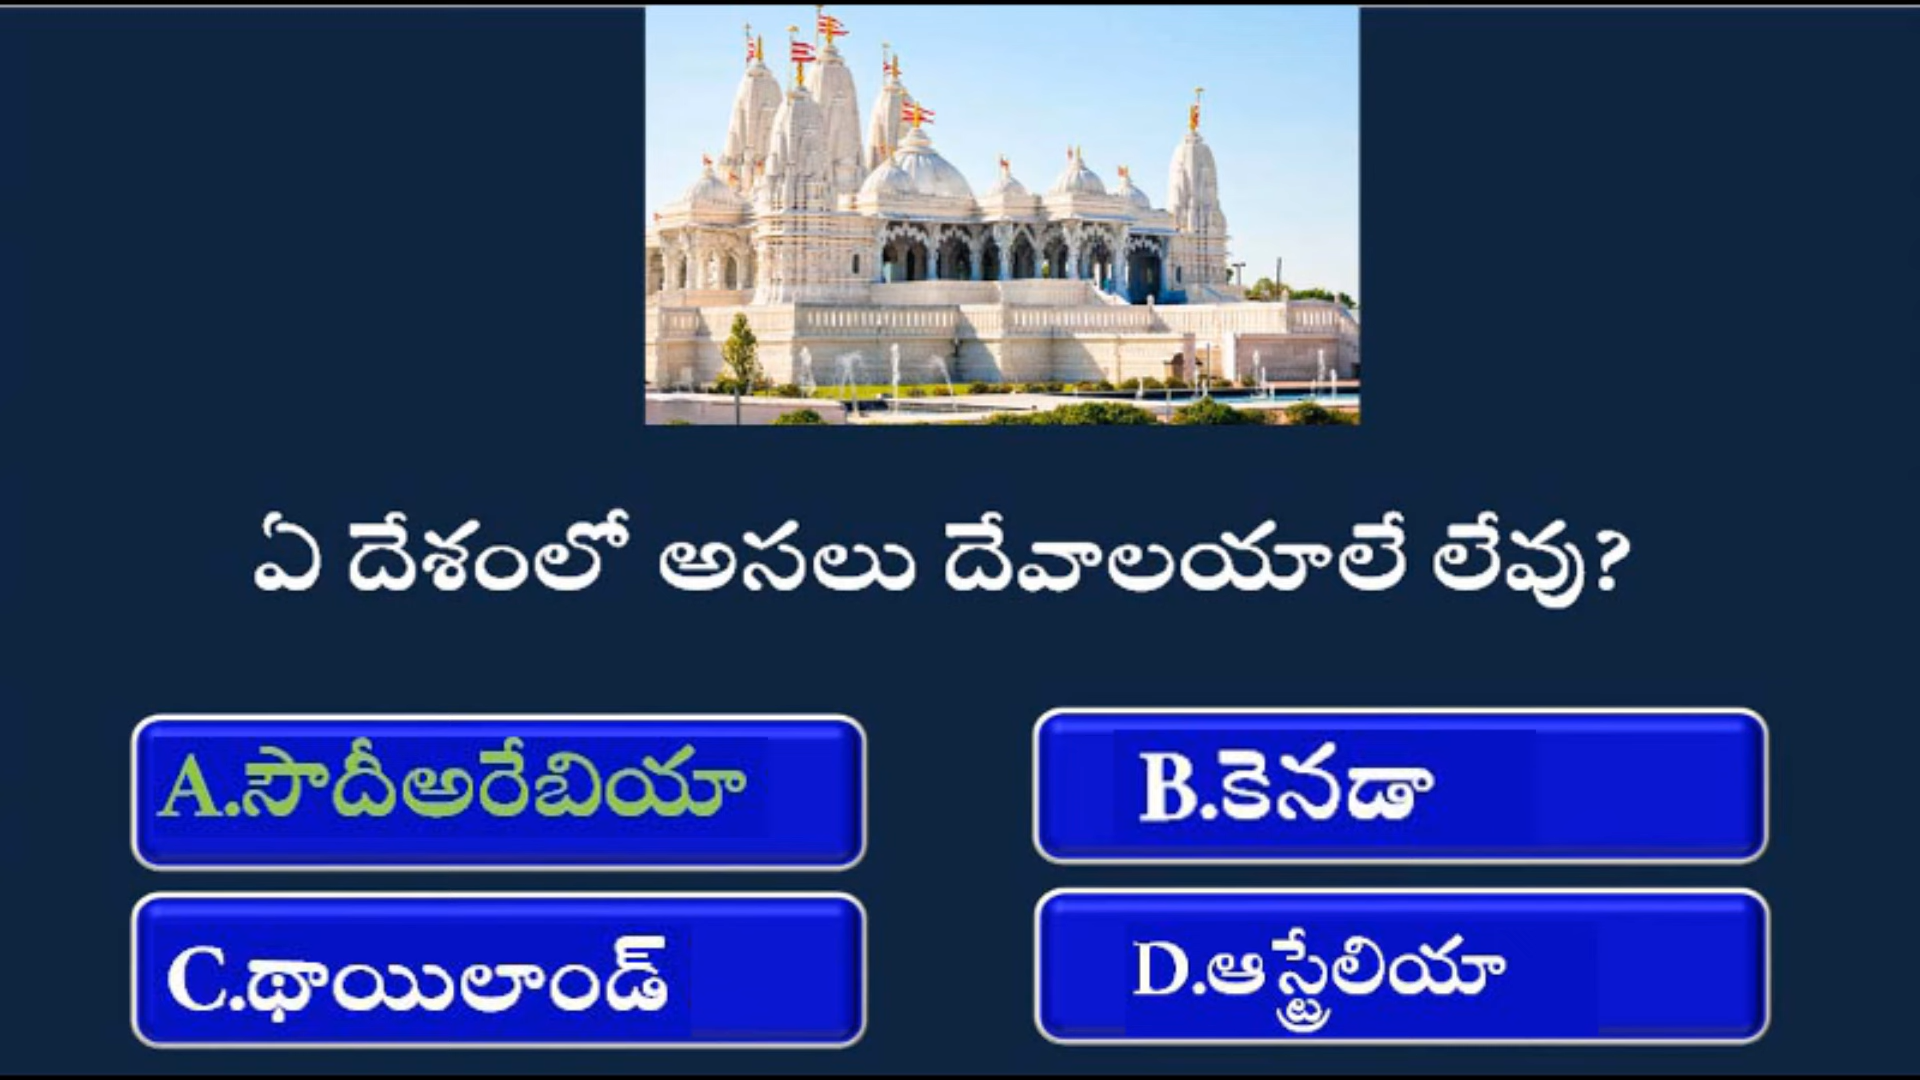 ఏ దేశంలో అసలు దేవాలయాలే లేవు?
A.సౌదీఅరేబియా
B.కెనడా
C.థాయిలాండ్
D.ఆస్ట్రేలియా